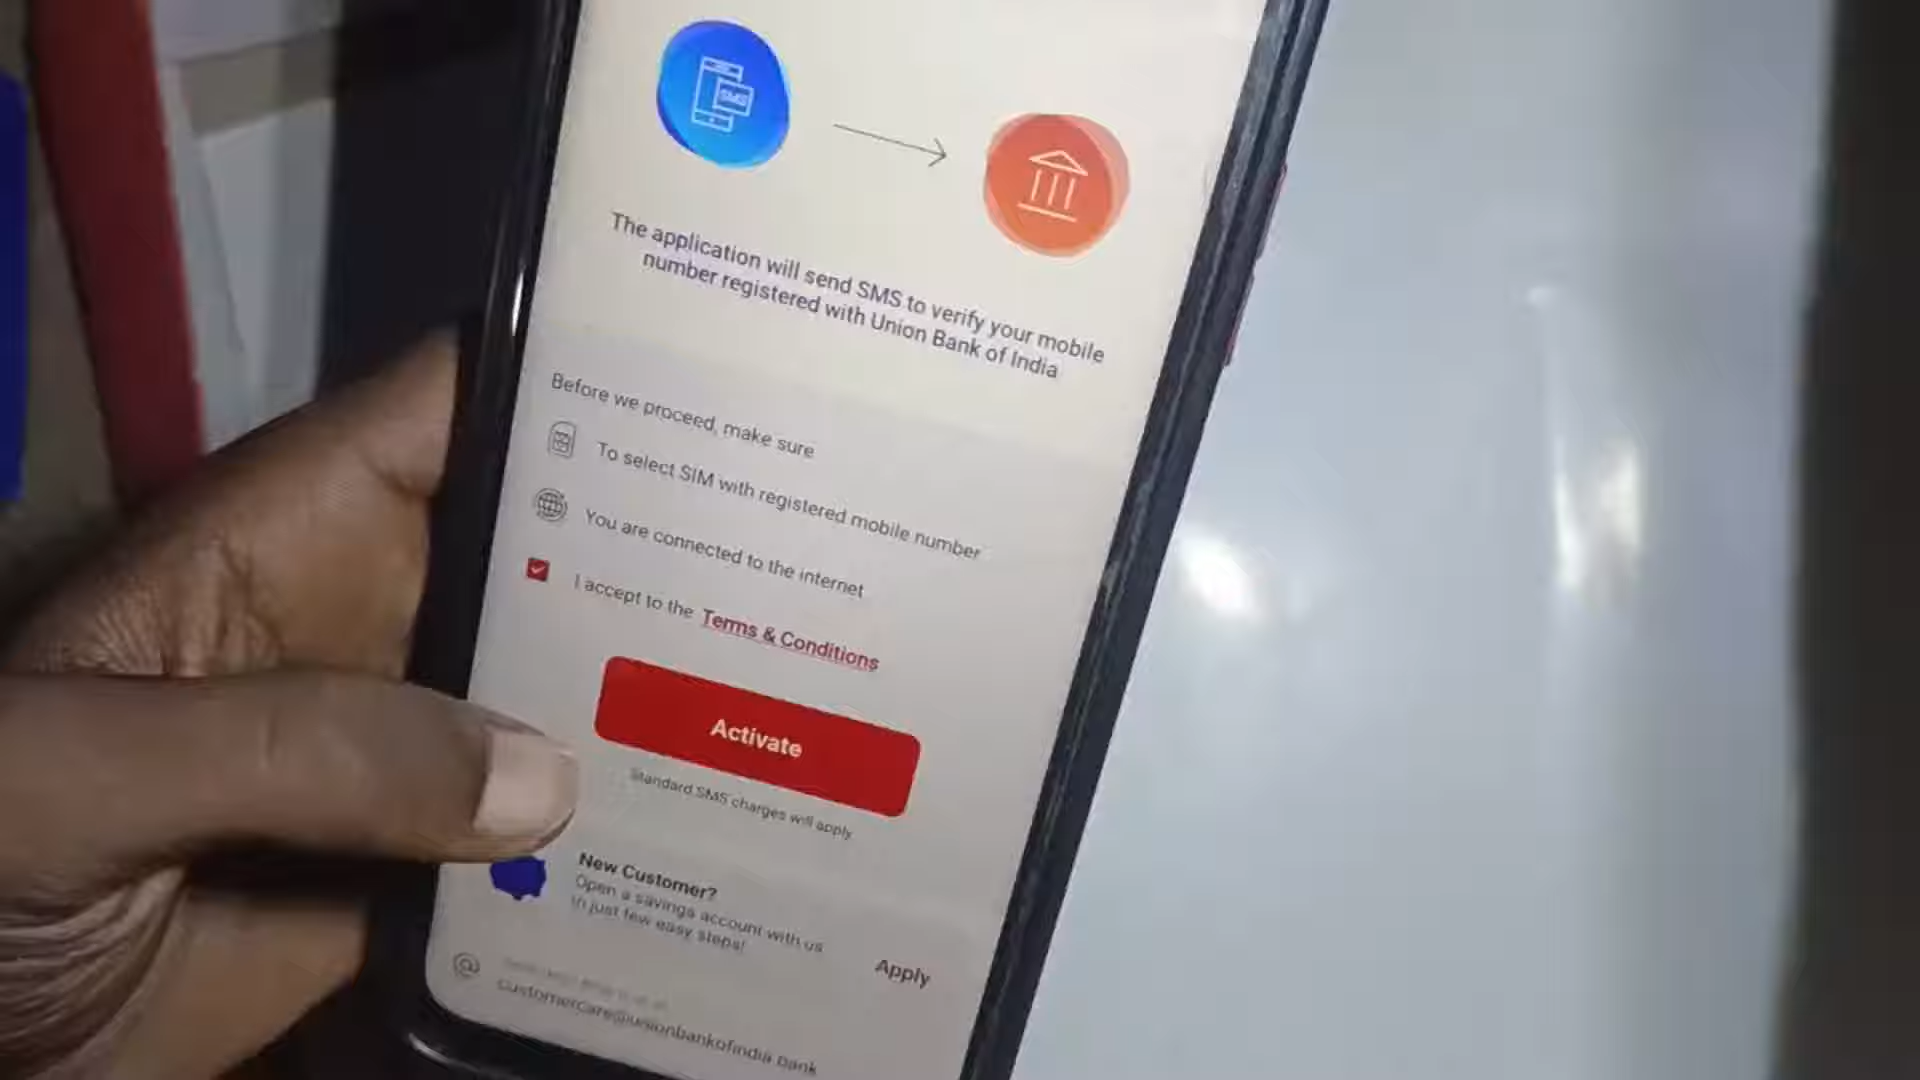 SMS
The application will send SMS to verify your mobile
number registered with Union Bank of India
Before we proceed, make sure
To select SIM with registered mobile number
You are connected to the internet
I accept to the Terms & Conditions
Activate
Standard SMS charges will apply
New Customer?
Open a savings account with us
in just few easy steps!
Apply
customercare@unionbankofindia.bank